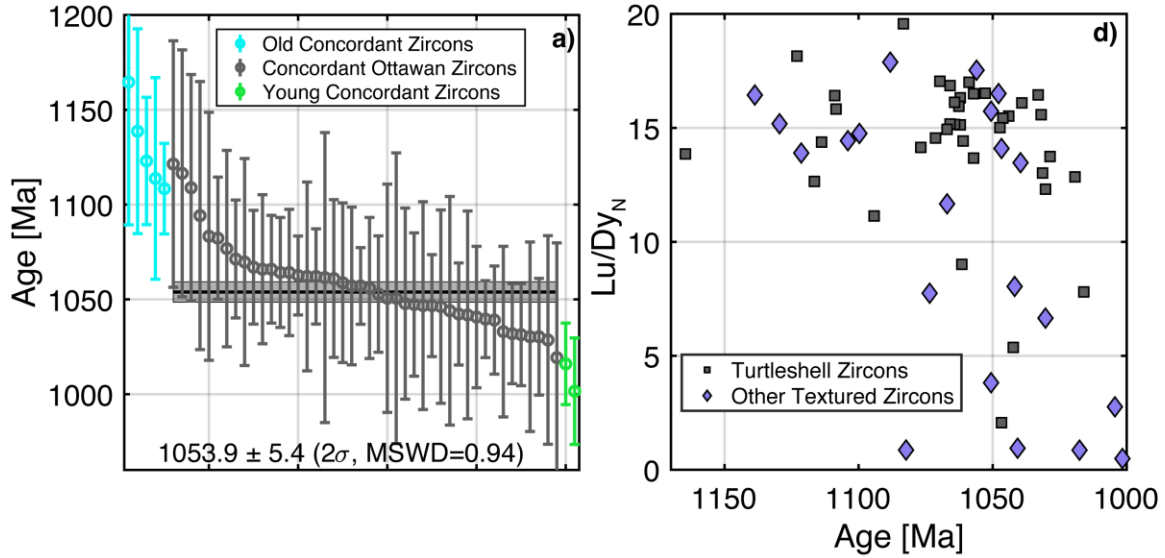 1200
1150
1100
1050
1000
Age [Ma]
a)
Old Concordant Zircons
Concordant Ottawan Zircons
Young Concordant Zircons
1053.9 ± 5.4 (2σ, MSWD=0.94)
20
15
10
5
0
Lu/Dy_N
d)
Turtleshell Zircons
Other Textured Zircons
1150
1100
1050
1000
Age [Ma]